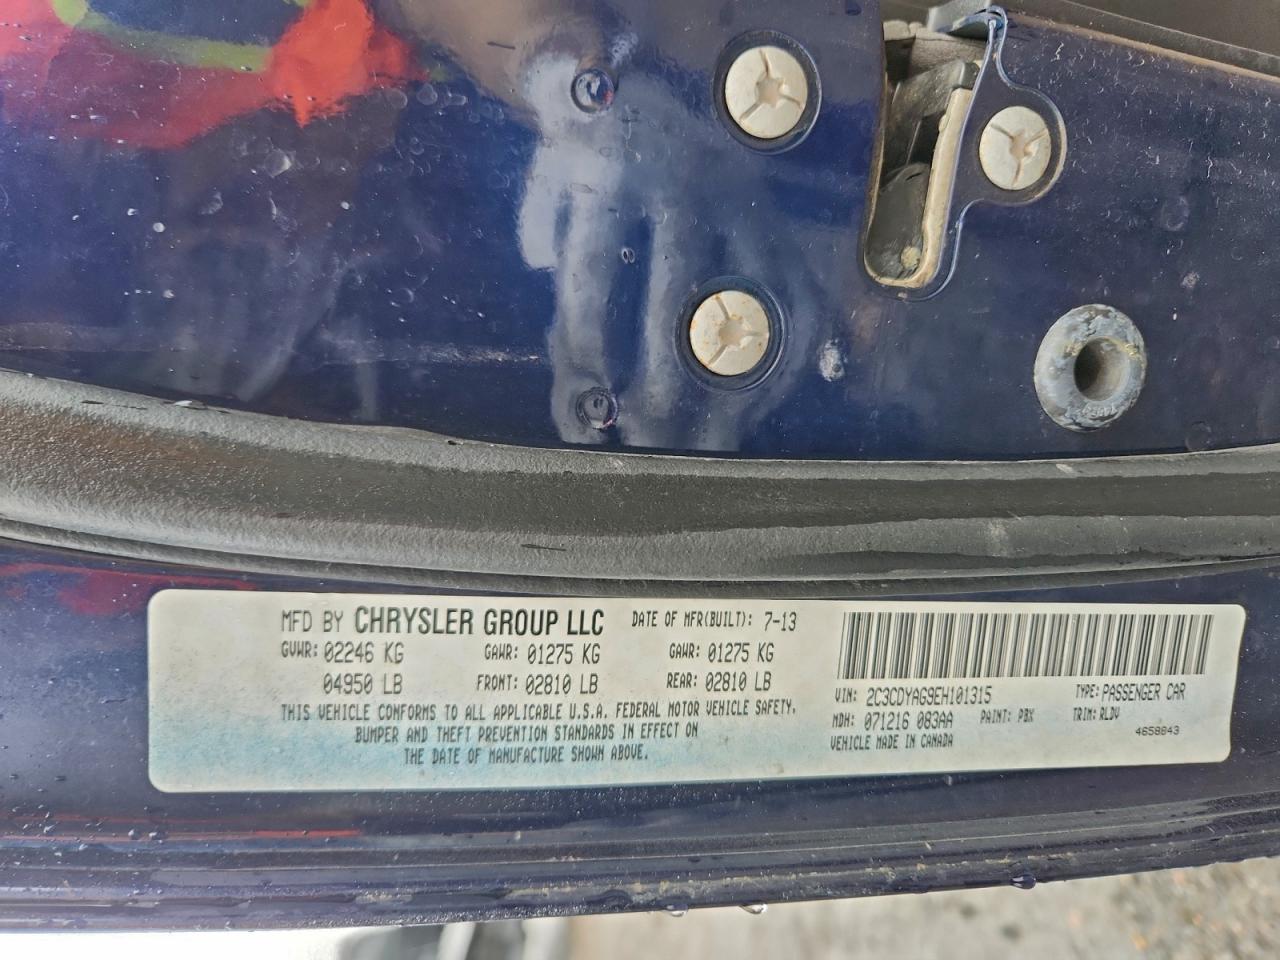 MFD BY CHRYSLER GROUP LLC DATE OF MFR(BUILT): 7-13
GVWR: 02246 KG GAWR: 01275 KG GAWR: 01275 KG
04950 LB FRONT: 02810 LB REAR: 02810 LB
THIS VEHICLE CONFORMS TO ALL APPLICABLE U.S.A. FEDERAL MOTOR VEHICLE SAFETY,
BUMPER AND THEFT PREVENTION STANDARDS IN EFFECT ON
THE DATE OF MANUFACTURE SHOWN ABOVE.
VIN: 2C3CDYAG9EH101315 TYPE: PASSENGER CAR
MDH: 071216 083AA PAINT: PBX TRIM: RLDV
VEHICLE MADE IN CANADA 4658843